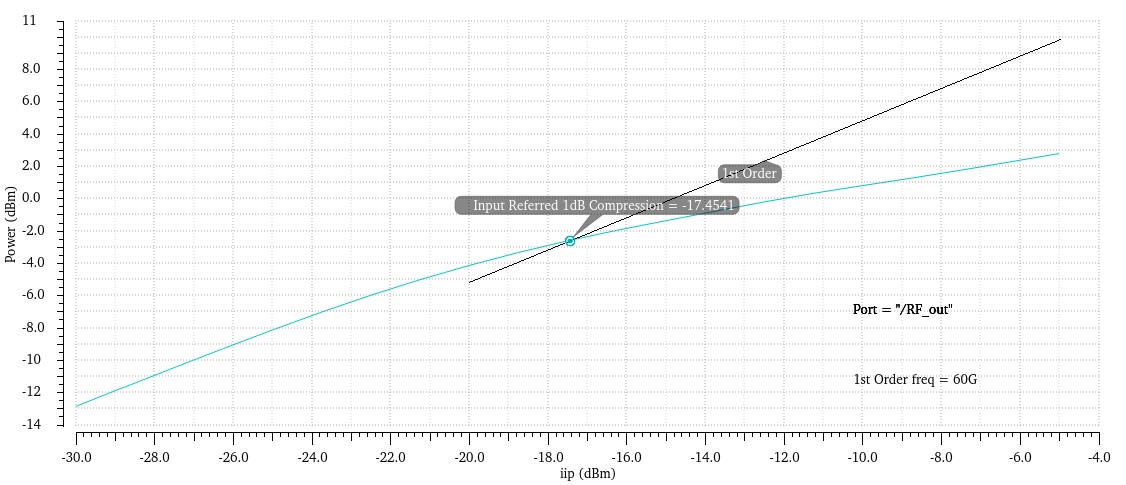 11
8.0
6.0
4.0
2.0
0.0
-2.0
-4.0
-6.0
-8.0
-10
-12
-14
Power (dBm)
1st Order
Input Referred 1dB Compression = -17.4541
Port = "/RF_out"
1st Order freq = 60G
-30.0 -28.0 -26.0 -24.0 -22.0 -20.0 -18.0 -16.0 -14.0 -12.0 -10.0 -8.0 -6.0 -4.0
iip (dBm)